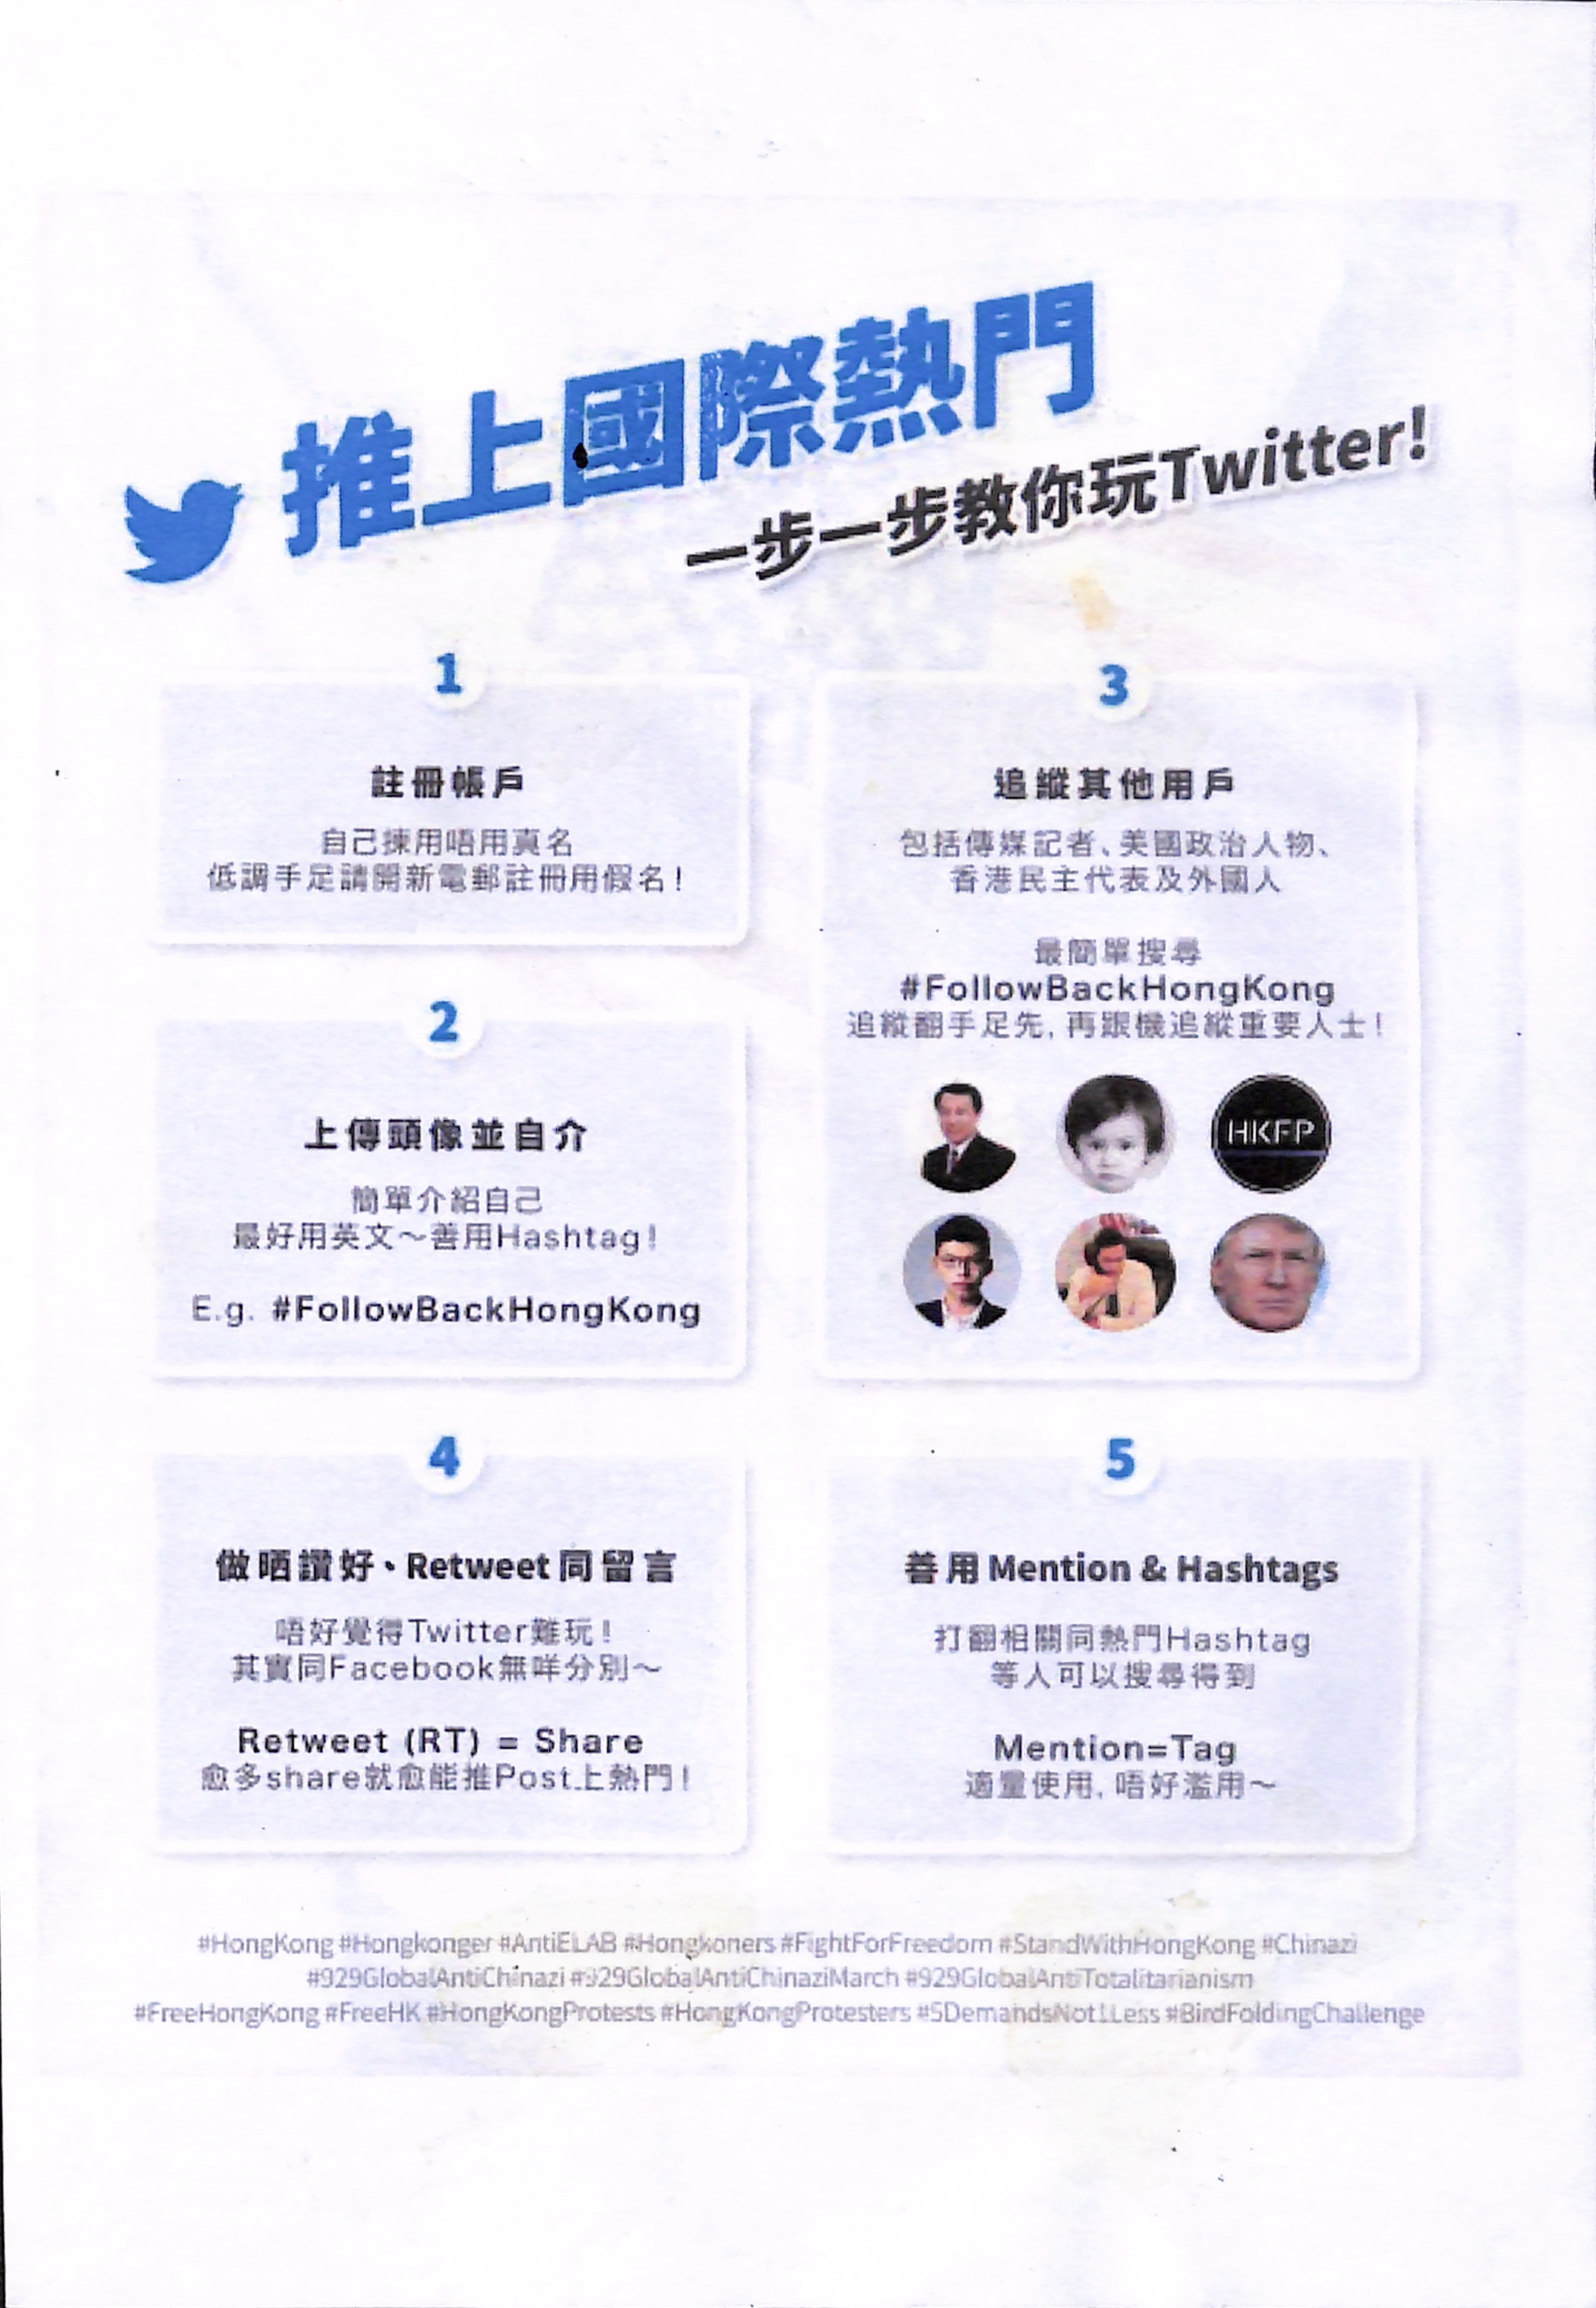 推上國際熱門
一步一步教你玩Twitter!
1
註冊帳戶
自己揀用唔用真名
低調手足請開新電郵註冊用假名!
2
上傳頭像並自介
簡單介紹自己
最好用英文～善用Hashtag!
E.g. #FollowBackHongKong
3
追縱其他用戶
包括傳媒記者、美國政治人物、
香港民主代表及外國人
最簡單搜尋
#FollowBackHongKong
追縱翻手足先, 再跟機追縱重要人士!
HKFP
4
做晒讚好、Retweet同留言
唔好覺得Twitter難玩!
其實同Facebook無咩分別～
Retweet (RT) = Share
愈多share就愈能推Post上熱門!
5
善用Mention & Hashtags
打翻相關同熱門Hashtag
等人可以搜尋得到
Mention=Tag
適量使用, 唔好濫用～
#HongKong #Hongkonger #AntiELAB #Hongkoners #FightForFreedom #StandWithHongKong #Chinazi
#929GlobalAntiChinazi #929GlobalAntiChinaziMarch #929GlobalAntiTotalitarianism
#FreeHongKong #FreeHK #HongKongProtests #HongKongProtesters #5DemandsNot1Less #BirdFoldingChallenge